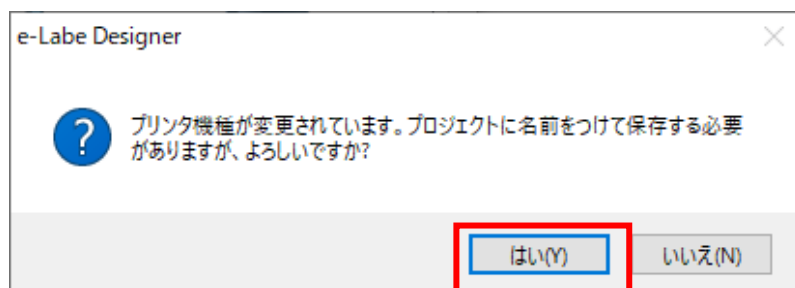 e-Labe Designer
プリンタ機種が変更されています。プロジェクトに名前をつけて保存する必要
がありますが、よろしいですか?
はい(Y)
いいえ(N)